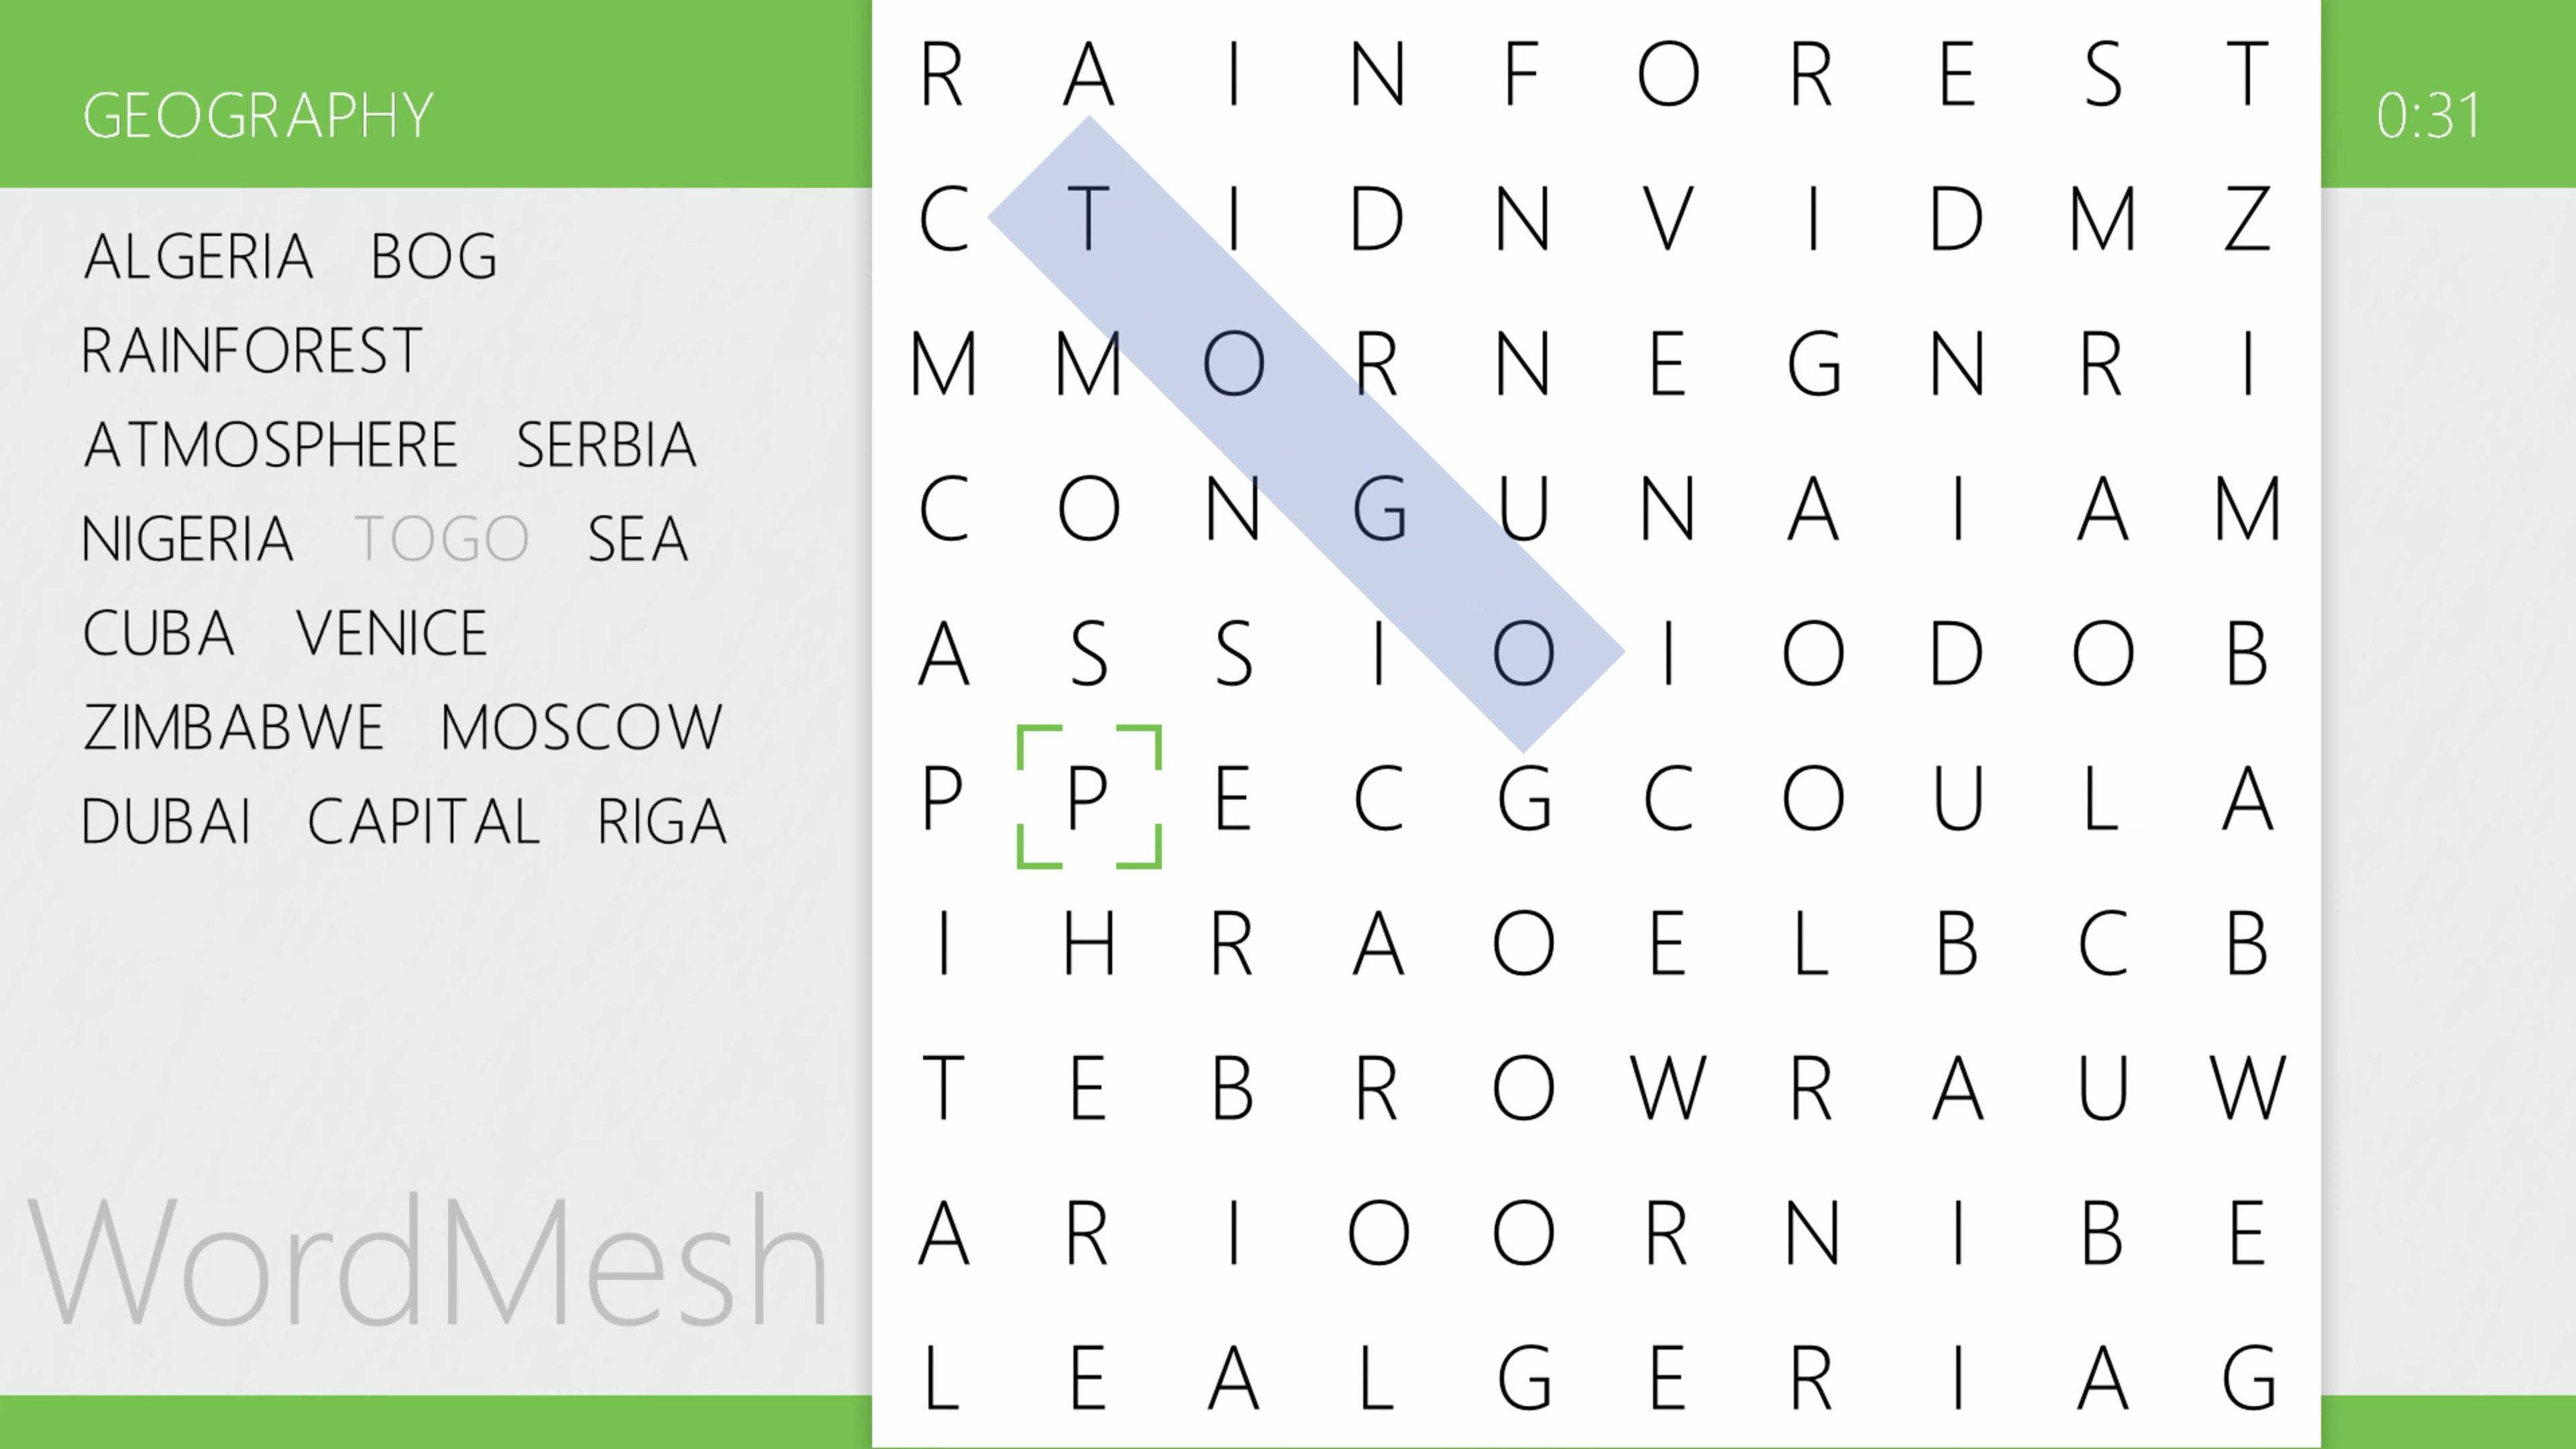 GEOGRAPHY
0:31
ALGERIA BOG
RAINFOREST
ATMOSPHERE SERBIA
NIGERIA TOGO SEA
CUBA VENICE
ZIMBABWE MOSCOW
DUBAI CAPITAL RIGA
WordMesh
R A I N F O R E S T
C T I D N V I D M Z
M M O R N E G N R I
C O N G U N A I A M
A S S I O I O D O B
P P E C G C O U L A
I H R A O E L B C B
T E B R O W R A U W
A R I O O R N I B E
L E A L G E R I A G